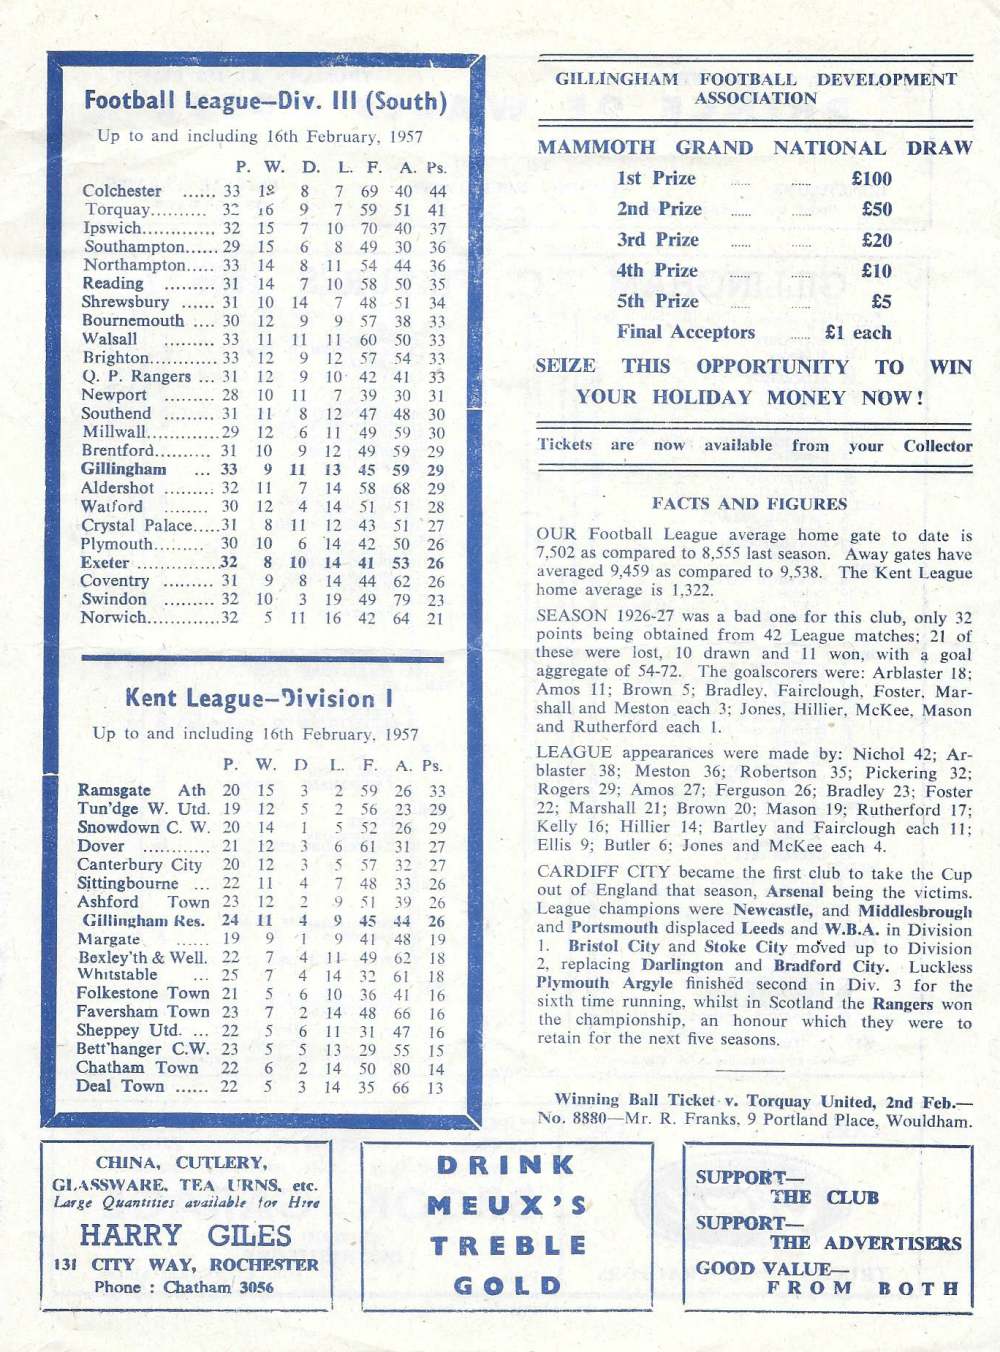 Football League—Div. III (South)
Up to and including 16th February, 1957
P. W. D. L. F. A. Ps.
Colchester ...... 33 18 8 7 69 40 44
Torquay.......... 32 16 9 7 59 51 41
Ipswich............. 32 15 7 10 70 40 37
Southampton...... 29 15 6 8 49 30 36
Northampton..... 33 14 8 11 54 44 36
Reading ......... 31 14 7 10 58 50 35
Shrewsbury ...... 31 10 14 7 48 51 34
Bournemouth .... 30 12 9 9 57 38 33
Walsall ......... 33 11 11 11 60 50 33
Brighton............ 33 12 9 12 57 54 33
Q. P. Rangers ... 31 12 9 10 42 41 33
Newport ......... 28 10 11 7 39 30 31
Southend ......... 31 11 8 12 47 48 30
Millwall............. 29 12 6 11 49 59 30
Brentford.......... 31 10 9 12 49 59 29
Gillingham ... 33 9 11 13 45 59 29
Aldershot ......... 32 11 7 14 58 68 29
Watford ........ 30 12 4 14 51 51 28
Crystal Palace..... 31 8 11 12 43 51 27
Plymouth......... 30 10 6 14 42 50 26
Exeter .............. 32 8 10 14 41 53 26
Coventry ......... 31 9 8 14 44 62 26
Swindon ......... 32 10 3 19 49 79 23
Norwich............. 32 5 11 16 42 64 21
Kent League—Division I
Up to and including 16th February, 1957
P. W. D L. F. A. Ps.
Ramsgate Ath 20 15 3 2 59 26 33
Tun'dge W. Utd. 19 12 5 2 56 23 29
Snowdown C. W. 20 14 1 5 52 26 29
Dover ............ 21 12 3 6 61 31 27
Canterbury City 20 12 3 5 57 32 27
Sittingbourne ... 22 11 4 7 48 33 26
Ashford Town 23 12 2 9 51 39 26
Gillingham Res. 24 11 4 9 45 44 26
Margate ...... 19 9 1 9 41 48 19
Bexley'th & Well. 22 7 4 11 49 62 18
Whitstable ... 25 7 4 14 32 61 18
Folkestone Town 21 5 6 10 36 41 16
Faversham Town 23 7 2 14 48 66 16
Sheppey Utd. ... 22 5 6 11 31 47 16
Bett'hanger C.W. 23 5 5 13 29 55 15
Chatham Town 22 6 2 14 50 80 14
Deal Town ...... 22 5 3 14 35 66 13
GILLINGHAM FOOTBALL DEVELOPMENT
ASSOCIATION
MAMMOTH GRAND NATIONAL DRAW
1st Prize ...... ...... £100
2nd Prize ...... ...... £50
3rd Prize ...... ...... £20
4th Prize ...... ...... £10
5th Prize ...... ...... £5
Final Acceptors ...... £1 each
SEIZE THIS OPPORTUNITY TO WIN
YOUR HOLIDAY MONEY NOW!
Tickets are now available from your Collector
FACTS AND FIGURES
OUR Football League average home gate to date is
7,502 as compared to 8,555 last season. Away gates have
averaged 9,459 as compared to 9,538. The Kent League
home average is 1,322.
SEASON 1926-27 was a bad one for this club, only 32
points being obtained from 42 League matches; 21 of
these were lost, 10 drawn and 11 won, with a goal
aggregate of 54-72. The goalscorers were: Arblaster 18;
Amos 11; Brown 5; Bradley, Fairclough, Foster, Mar-
shall and Meston each 3; Jones, Hillier, McKee, Mason
and Rutherford each 1.
LEAGUE appearances were made by: Nichol 42; Ar-
blaster 38; Meston 36; Robertson 35; Pickering 32;
Rogers 29; Amos 27; Ferguson 26; Bradley 23; Foster
22; Marshall 21; Brown 20; Mason 19; Rutherford 17;
Kelly 16; Hillier 14; Bartley and Fairclough each 11;
Ellis 9; Butler 6; Jones and McKee each 4.
CARDIFF CITY became the first club to take the Cup
out of England that season, Arsenal being the victims.
League champions were Newcastle, and Middlesbrough
and Portsmouth displaced Leeds and W.B.A. in Division
1. Bristol City and Stoke City moved up to Division
2, replacing Darlington and Bradford City. Luckless
Plymouth Argyle finished second in Div. 3 for the
sixth time running, whilst in Scotland the Rangers won
the championship, an honour which they were to
retain for the next five seasons.
Winning Ball Ticket v. Torquay United, 2nd Feb.—
No. 8880—Mr. R. Franks, 9 Portland Place, Wouldham.
CHINA, CUTLERY,
GLASSWARE, TEA URNS, etc.
Large Quantities available for Hire
HARRY GILES
131 CITY WAY, ROCHESTER
Phone : Chatham 3056
DRINK
MEUX'S
TREBLE
GOLD
SUPPORT—
THE CLUB
SUPPORT—
THE ADVERTISERS
GOOD VALUE—
FROM BOTH